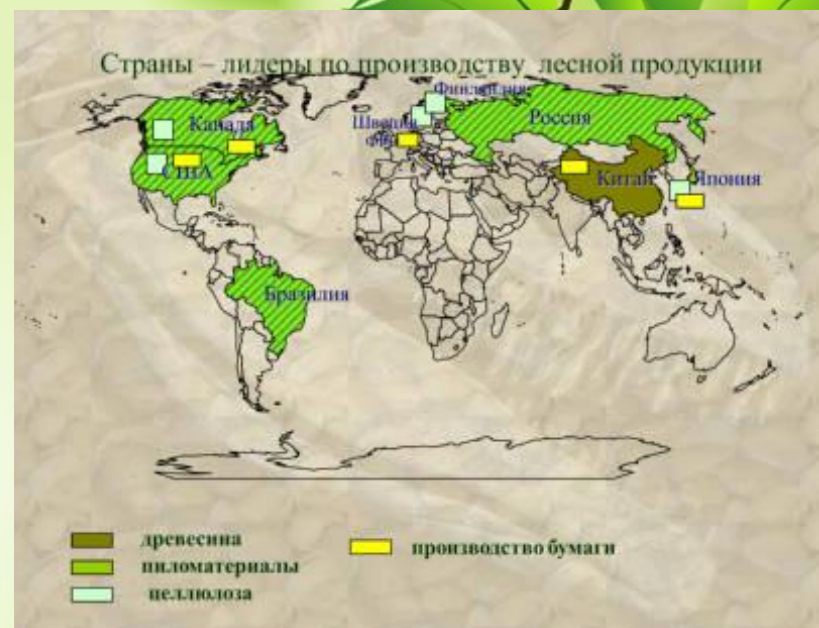 Страны – лидеры по производству лесной продукции
Финляндия
Канада
Швеция
Россия
ФРГ
США
Китай
Япония
Бразилия
древесина
производство бумаги
пиломатериалы
целлюлоза